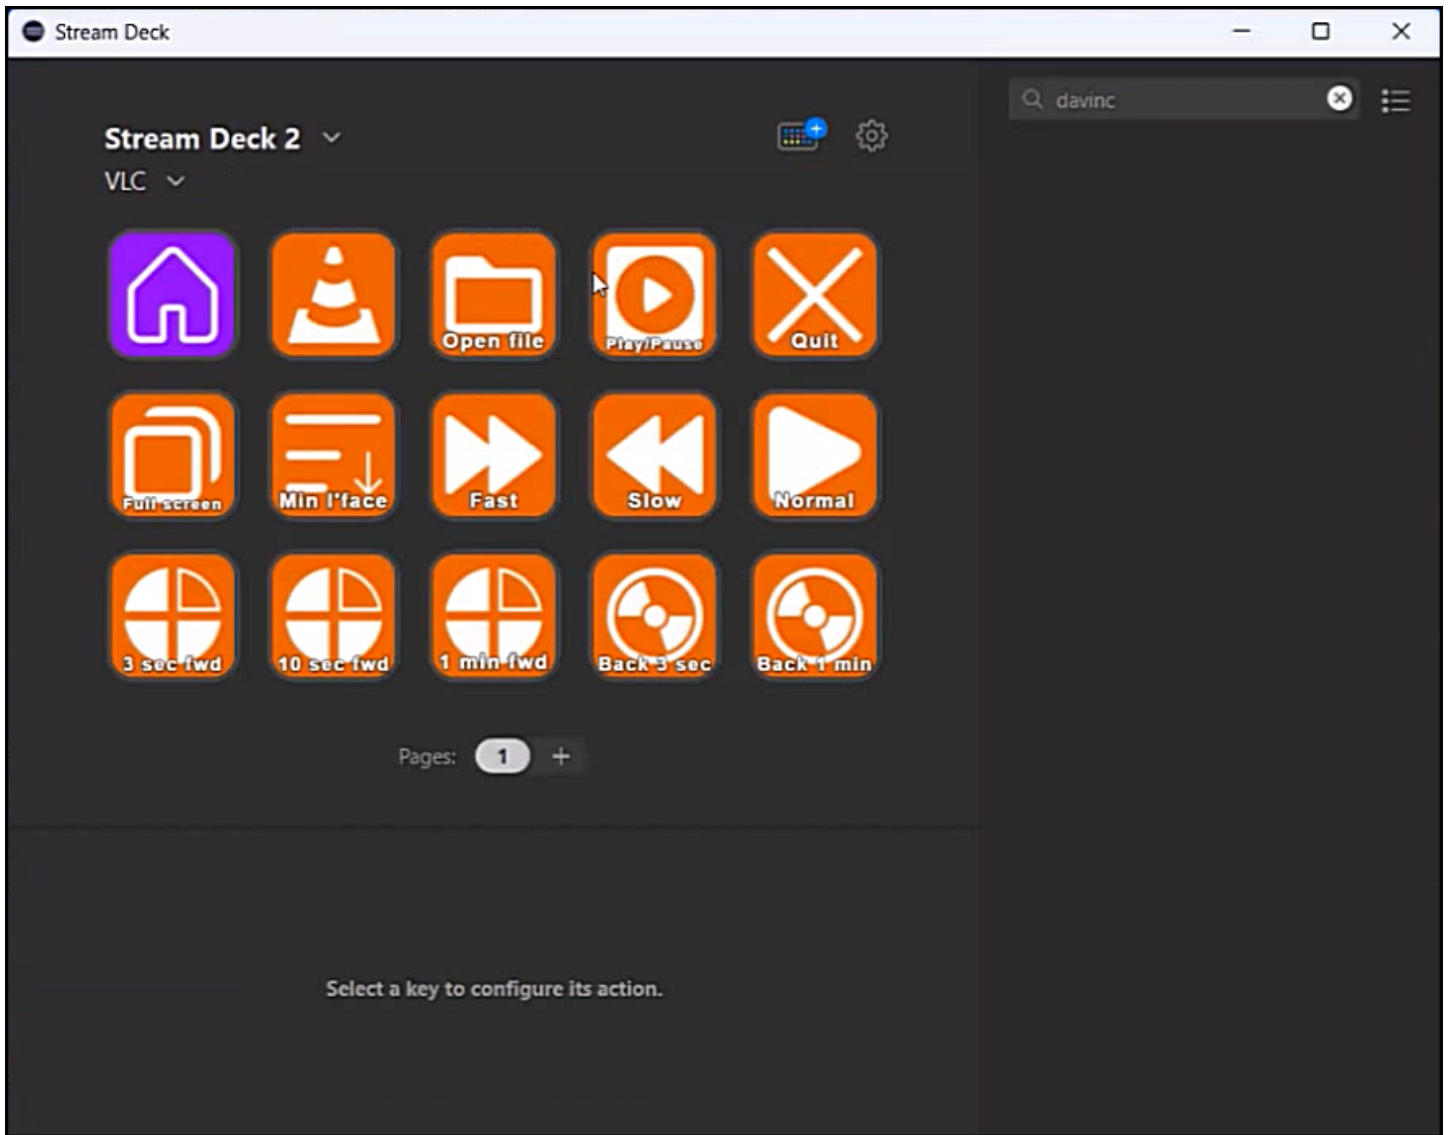 Stream Deck
davinc
Stream Deck 2
VLC
Open file
Play/Pause
Quit
Full screen
Min I'face
Fast
Slow
Normal
3 sec fwd
10 sec fwd
1 min fwd
Back 3 sec
Back 1 min
Pages: 1 +
Select a key to configure its action.